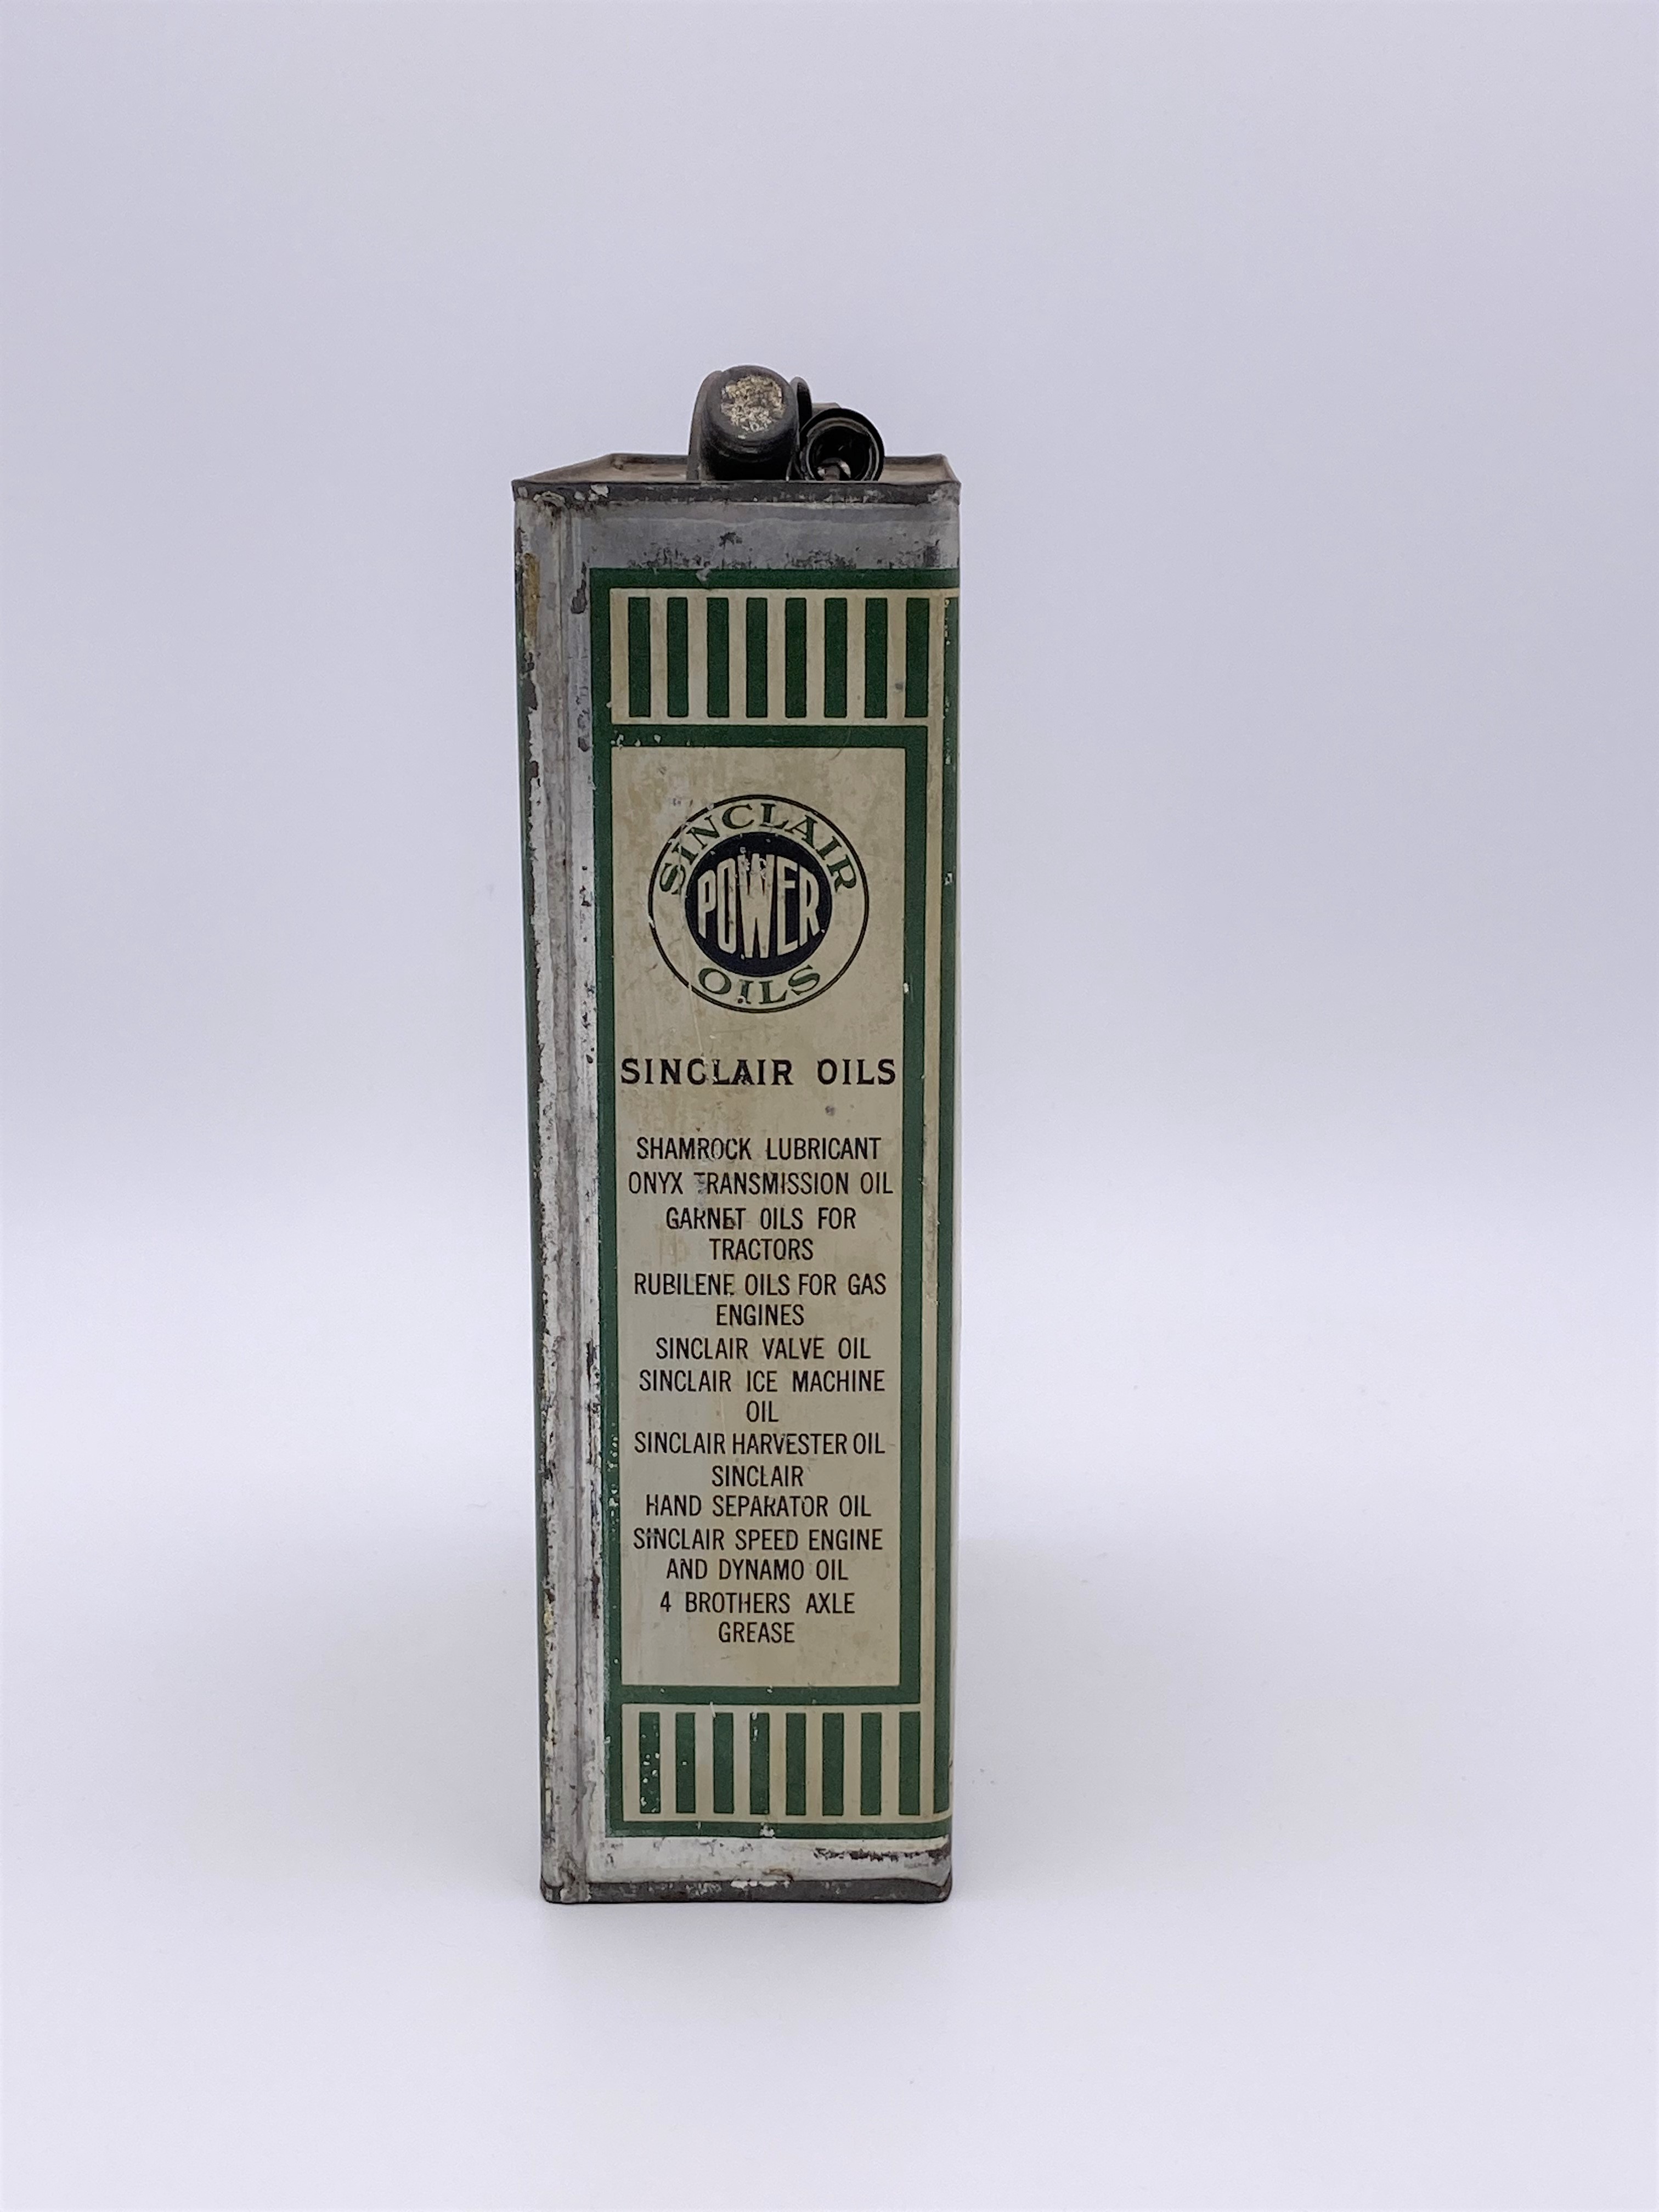 SINCLAIR
POWER
OILS
SINCLAIR OILS
SHAMROCK LUBRICANT
ONYX TRANSMISSION OIL
GARNET OILS FOR
TRACTORS
RUBILENE OILS FOR GAS
ENGINES
SINCLAIR VALVE OIL
SINCLAIR ICE MACHINE
OIL
SINCLAIR HARVESTER OIL
SINCLAIR
HAND SEPARATOR OIL
SINCLAIR SPEED ENGINE
AND DYNAMO OIL
4 BROTHERS AXLE
GREASE